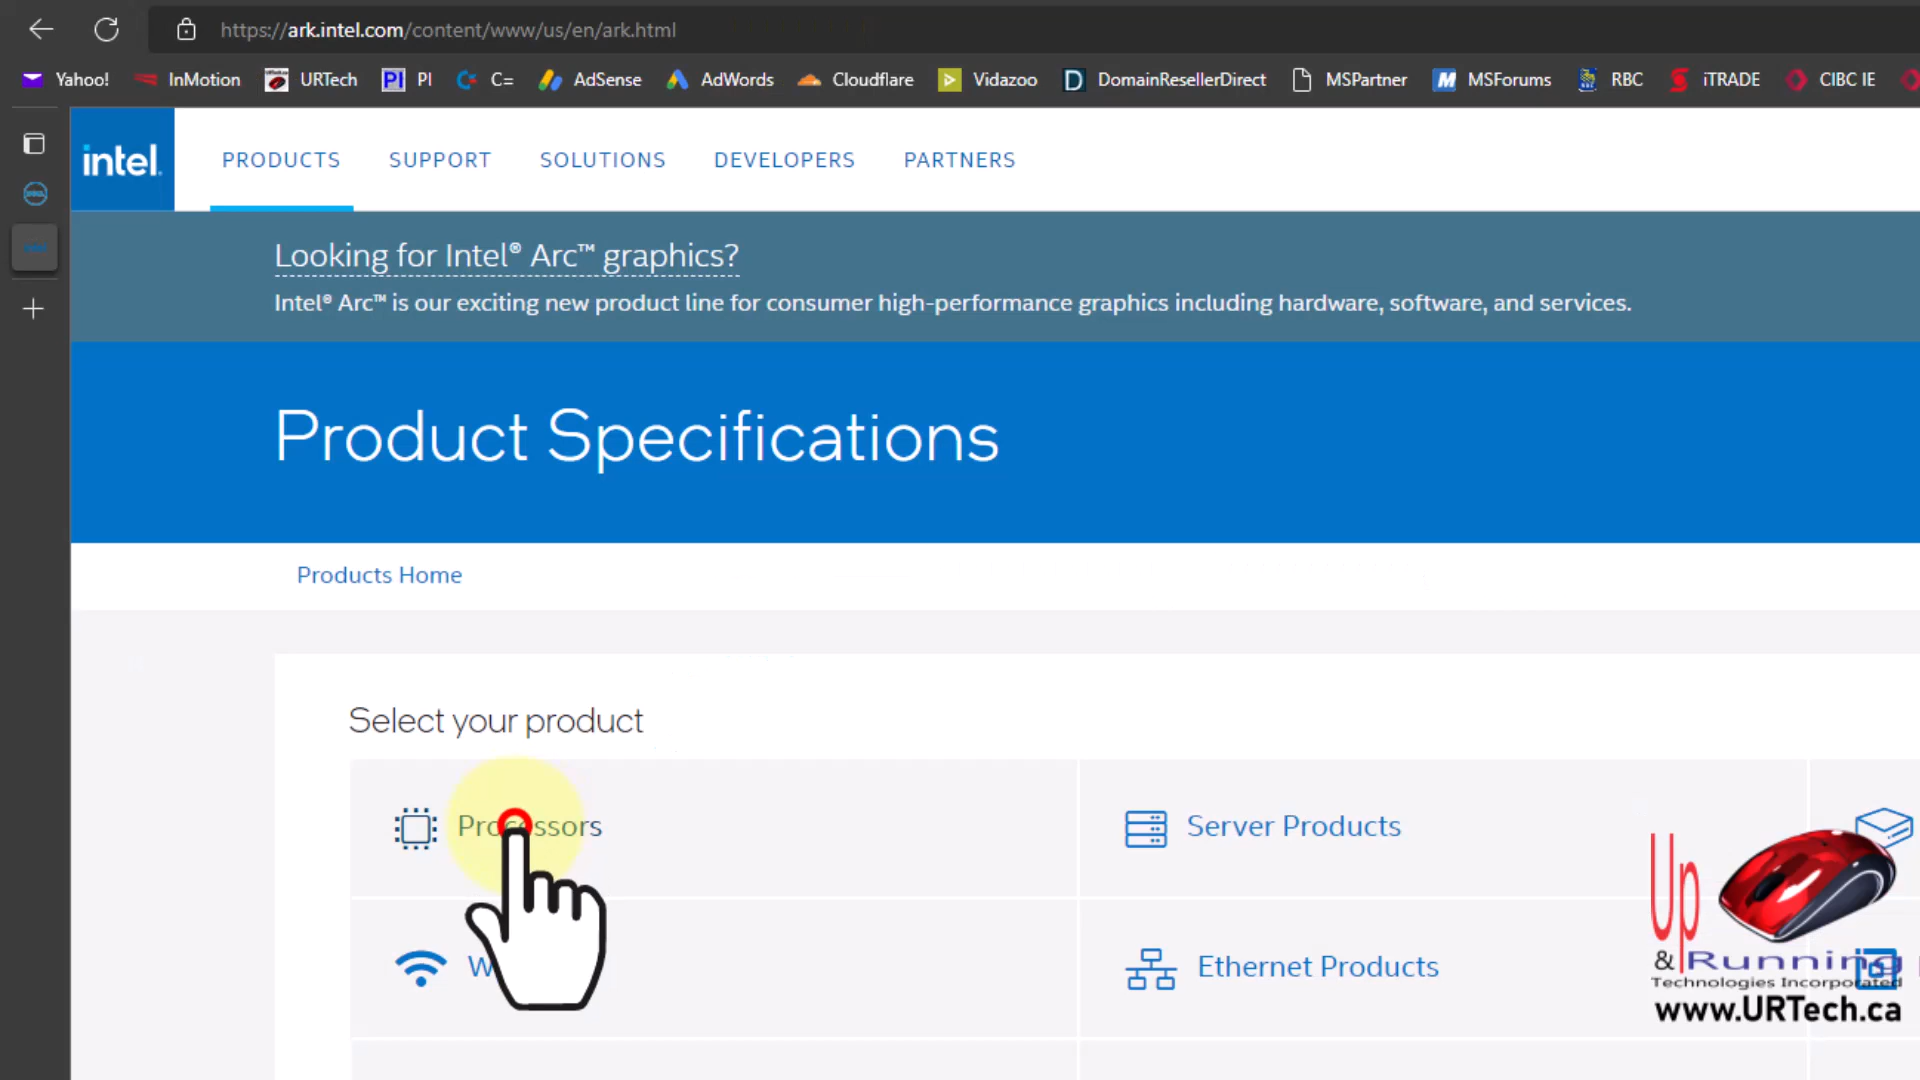 https://ark.intel.com/content/www/us/en/ark.html
Yahoo! InMotion URTech PI PI C= AdSense AdWords Cloudflare Vidazoo D DomainResellerDirect MSPartner M MSForums RBC iTRADE CIBC IE
intel. PRODUCTS SUPPORT SOLUTIONS DEVELOPERS PARTNERS
Looking for Intel® Arc™ graphics?
Intel® Arc™ is our exciting new product line for consumer high-performance graphics including hardware, software, and services.
Product Specifications
Products Home
Select your product
Processors
Server Products
Ethernet Products
Up
& Running
Technologies Incorporated
www.URTech.ca